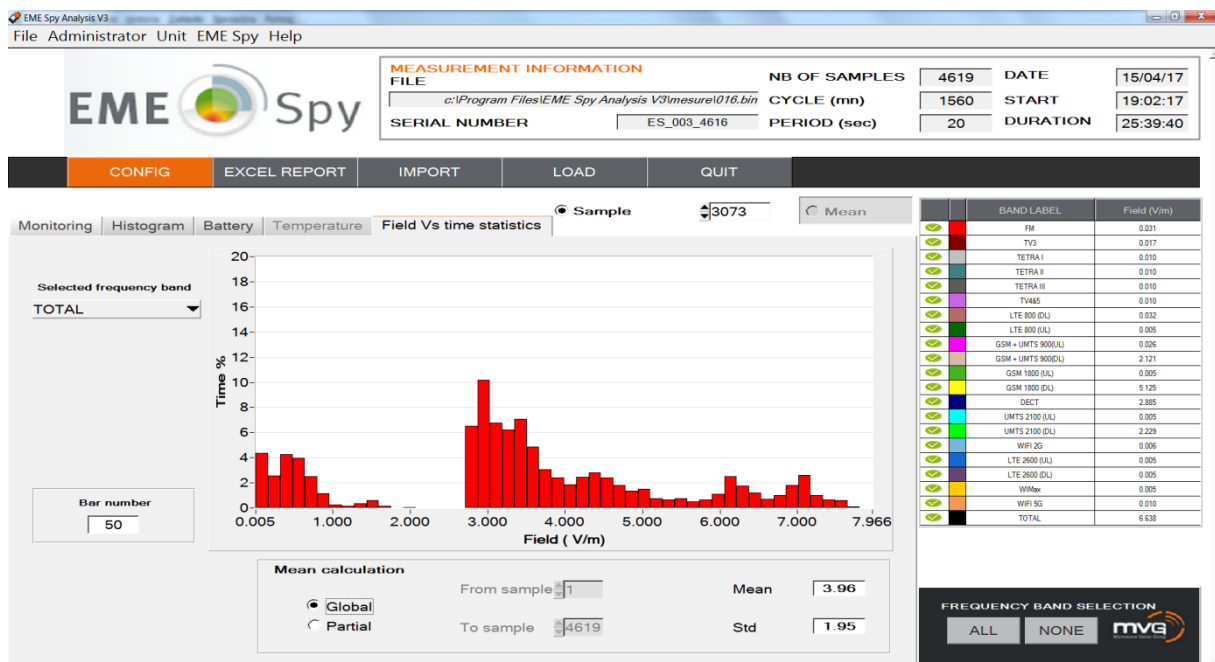 EME Spy Analysis V3
File Administrator Unit EME Spy Help
EME Spy
MEASUREMENT INFORMATION
FILE
c:\Program Files\EME Spy Analysis V3\mesure\016.bin
SERIAL NUMBER ES_003_4616
NB OF SAMPLES 4619 DATE 15/04/17
CYCLE (mn) 1560 START 19:02:17
PERIOD (sec) 20 DURATION 25:39:40
CONFIG EXCEL REPORT IMPORT LOAD QUIT
Sample 3073 Mean
Monitoring Histogram Battery Temperature Field Vs time statistics
Selected frequency band
TOTAL
Bar number
50
Time %
20
18
16
14
12
10
8
6
4
2
0
0.005 1.000 2.000 3.000 4.000 5.000 6.000 7.000 7.966
Field ( V/m)
Mean calculation
Global
Partial
From sample 1
To sample 4619
Mean 3.96
Std 1.95
BAND LABEL Field (V/m)
FM 0.031
TV3 0.017
TETRA I 0.010
TETRA II 0.010
TETRA III 0.010
TV4&5 0.010
LTE 800 (DL) 0.032
LTE 800 (UL) 0.005
GSM + UMTS 900(UL) 0.026
GSM + UMTS 900(DL) 2.121
GSM 1800 (UL) 0.005
GSM 1800 (DL) 5.125
DECT 2.885
UMTS 2100 (UL) 0.005
UMTS 2100 (DL) 2.229
WIFI 2G 0.006
LTE 2600 (UL) 0.005
LTE 2600 (DL) 0.005
WIMax 0.005
WIFI 5G 0.010
TOTAL 6.638
FREQUENCY BAND SELECTION
ALL NONE
mvg
Microwave Vision Group